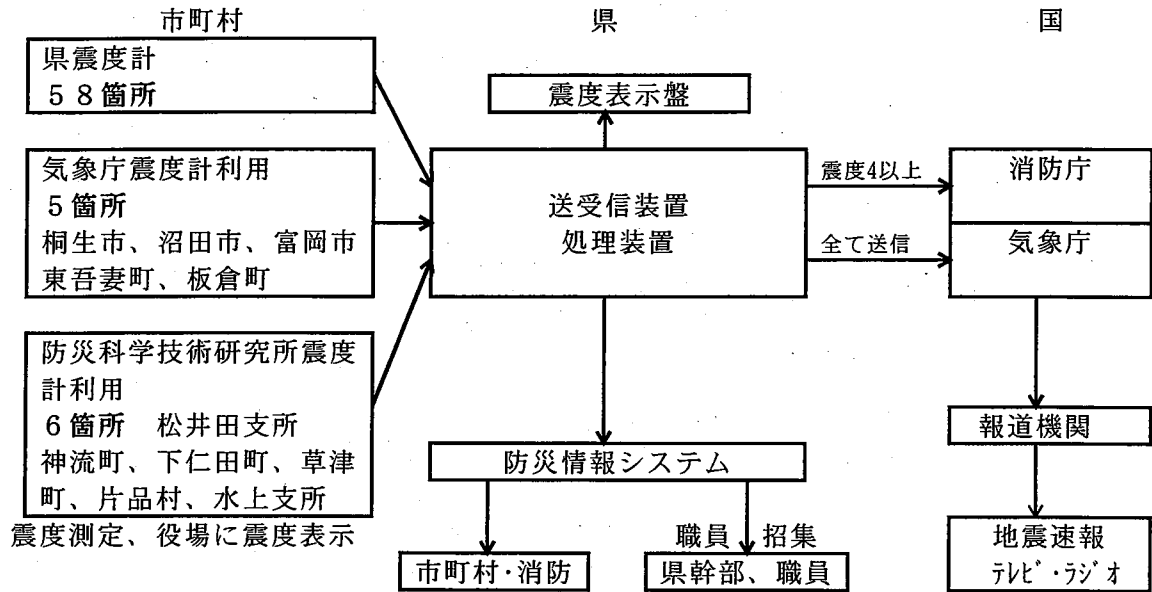 市町村
県
国
県震度計
５８箇所
震度表示盤
気象庁震度計利用
５箇所
桐生市、沼田市、富岡市
東吾妻町、板倉町
送受信装置
処理装置
震度4以上
全て送信
消防庁
気象庁
防災科学技術研究所震度
計利用
６箇所　松井田支所
神流町、下仁田町、草津
町、片品村、水上支所
震度測定、役場に震度表示
防災情報システム
報道機関
職員　招集
市町村・消防
県幹部、職員
地震速報
ﾃﾚﾋﾞ・ﾗｼﾞｵ